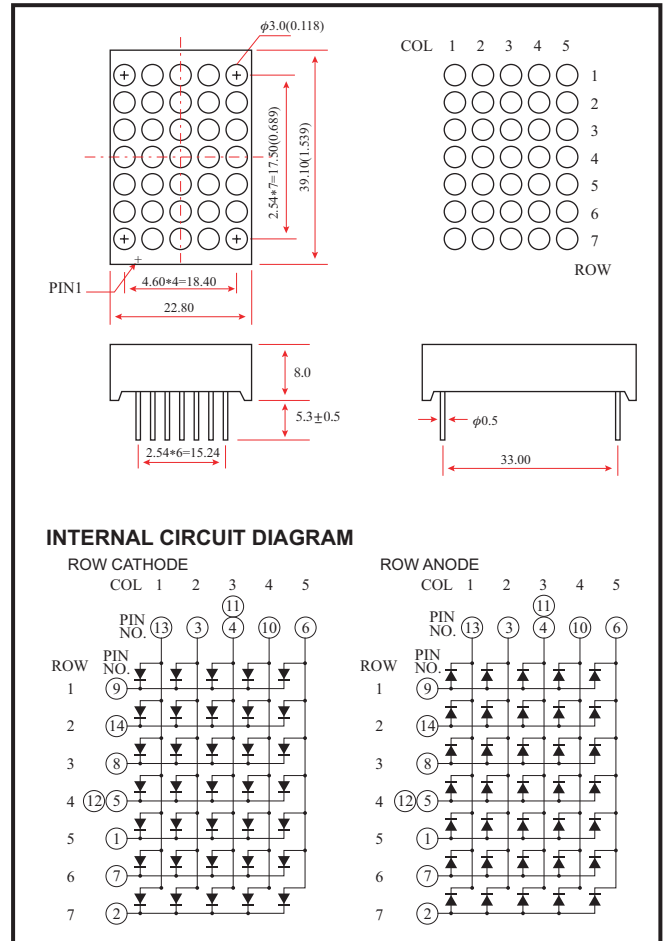 φ3.0(0.118)
COL 1 2 3 4 5
1
2
3
4
5
6
7
ROW
2.54*7=17.50(0.689)
39.10(1.539)
PIN1
4.60*4=18.40
22.80
8.0
5.3±0.5
2.54*6=15.24
φ0.5
33.00
INTERNAL CIRCUIT DIAGRAM
ROW CATHODE
COL 1 2 3 4 5
11
PIN NO. 13 3 4 10 6
ROW PIN NO.
1 9
2 14
3 8
4 12 5
5 1
6 7
7 2
ROW ANODE
COL 1 2 3 4 5
11
PIN NO. 13 3 4 10 6
ROW PIN NO.
1 9
2 14
3 8
4 12 5
5 1
6 7
7 2